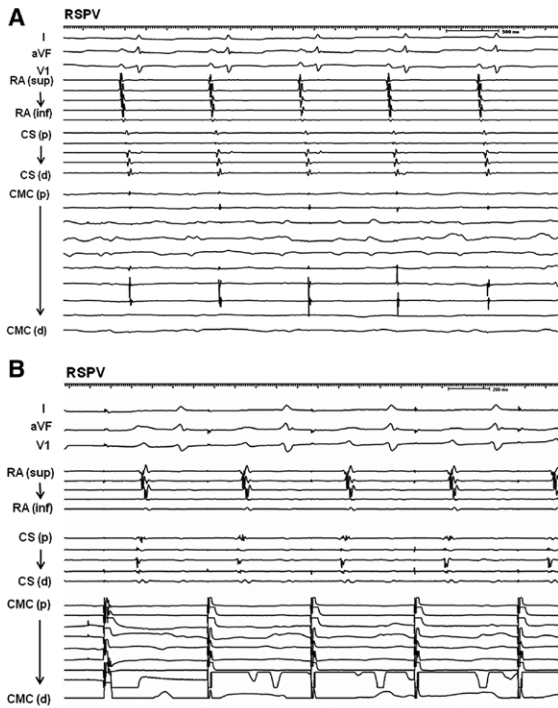 A
RSPV
500 ms
I
aVF
V1
RA (sup)
RA (inf)
CS (p)
CS (d)
CMC (p)
CMC (d)
B
RSPV
200 ms
I
aVF
V1
RA (sup)
RA (inf)
CS (p)
CS (d)
CMC (p)
CMC (d)